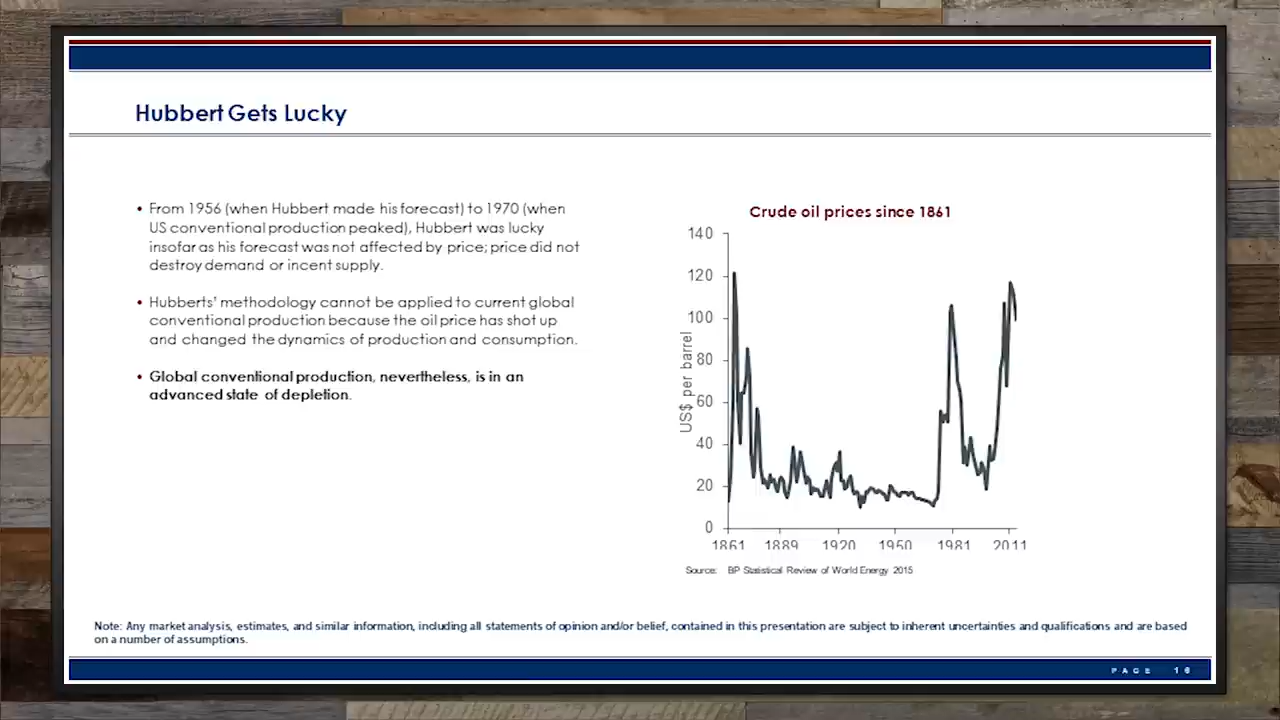 Hubbert Gets Lucky
• From 1956 (when Hubbert made his forecast) to 1970 (when
US conventional production peaked), Hubbert was lucky
insofar as his forecast was not affected by price; price did not
destroy demand or incent supply.
• Hubberts’ methodology cannot be applied to current global
conventional production because the oil price has shot up
and changed the dynamics of production and consumption.
• Global conventional production, nevertheless, is in an
advanced state of depletion.
Crude oil prices since 1861
US$ per barrel
140
120
100
80
60
40
20
0
1861 1889 1920 1950 1981 2011
Source: BP Statistical Review of World Energy 2015
Note: Any market analysis, estimates, and similar information, including all statements of opinion and/or belief, contained in this presentation are subject to inherent uncertainties and qualifications and are based
on a number of assumptions.
PAGE 16